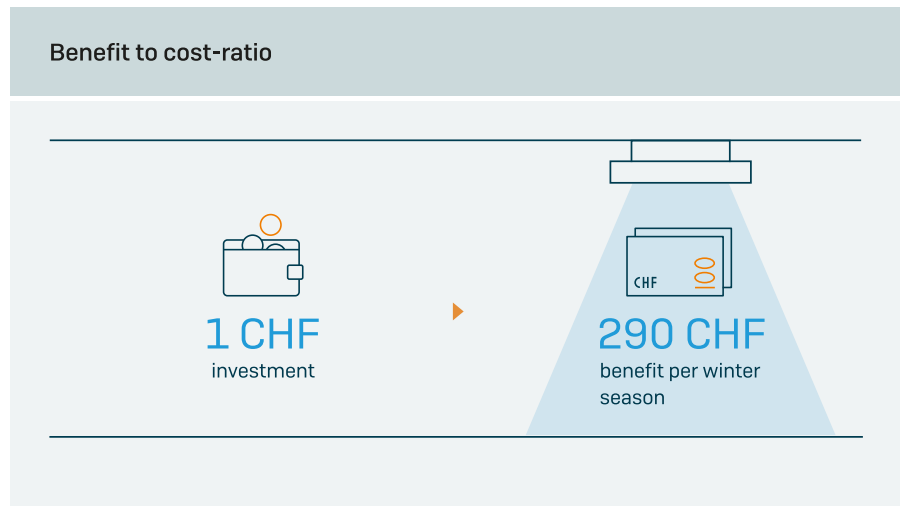 Benefit to cost-ratio
CHF
1 CHF
investment
290 CHF
benefit per winter
season